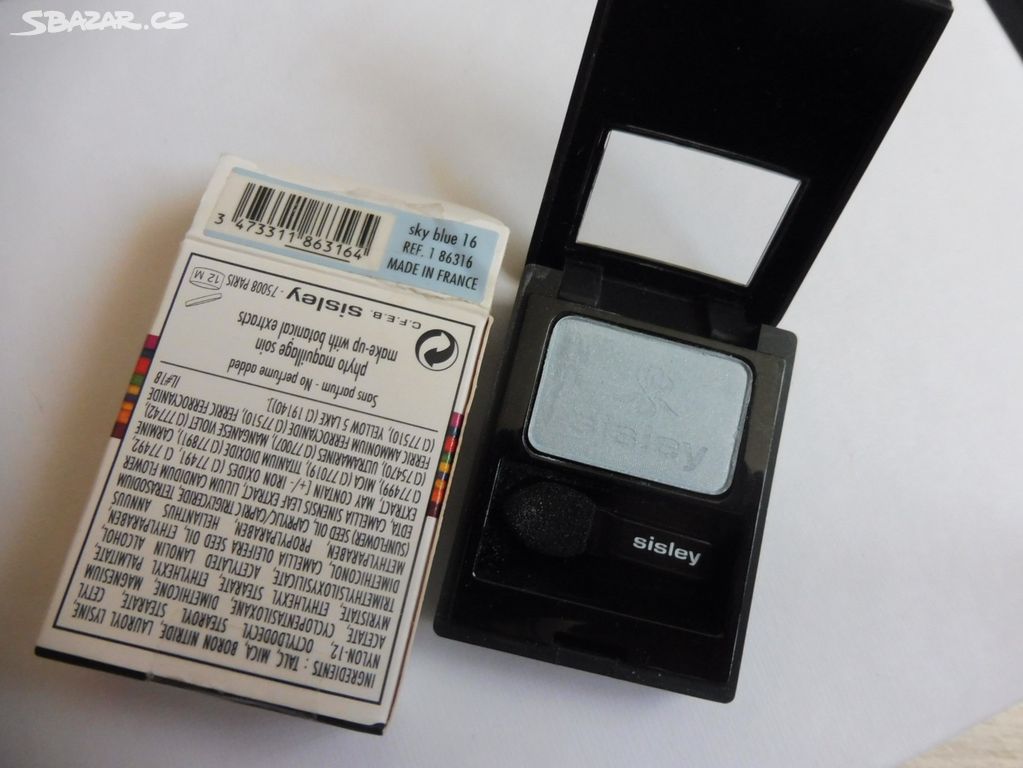 SBAZAR.CZ
3 473311 863164
sky blue 16
REF. 1 86316
MADE IN FRANCE
INGREDIENTS : TALC, MICA, BORON NITRIDE, LAUROYL LYSINE,
NYLON-12, OCTYLDODECYL STEAROYL STEARATE, CETYL
ACETATE, CYCLOPENTASILOXANE, DIMETHICONE, MAGNESIUM
MYRISTATE, ETHYLHEXYL STEARATE, ETHYLHEXYL PALMITATE,
TRIMETHYLSILOXYSILICATE, ACETYLATED LANOLIN ALCOHOL,
DIMETHICONOL, CAMELLIA OLEIFERA SEED OIL, ETHYLPARABEN,
METHYLPARABEN, PROPYLPARABEN, HELIANTHUS ANNUUS
(SUNFLOWER) SEED OIL, CAPRYLIC/CAPRIC TRIGLYCERIDE, TETRASODIUM
EDTA, CAMELLIA SINENSIS LEAF EXTRACT, LILIUM CANDIDUM FLOWER
EXTRACT, MAY CONTAIN [+/- IRON OXIDES (CI 77491, CI 77492,
CI 77499), MICA (CI 77019), TITANIUM DIOXIDE (CI 77891), CARMINE
(CI 75470), ULTRAMARINES (CI 77007), MANGANESE VIOLET (CI 77742),
FERRIC AMMONIUM FERROCYANIDE (CI 77510), FERRIC FERROCYANIDE
(CI 77510), YELLOW 5 LAKE (CI 19140)]. IL#1B
Sans parfum - No perfume added
phyto maquillage soin
make-up with botanical extracts
C.F.E.B. sisley - 75008 PARIS
12 M
sisley
sisley